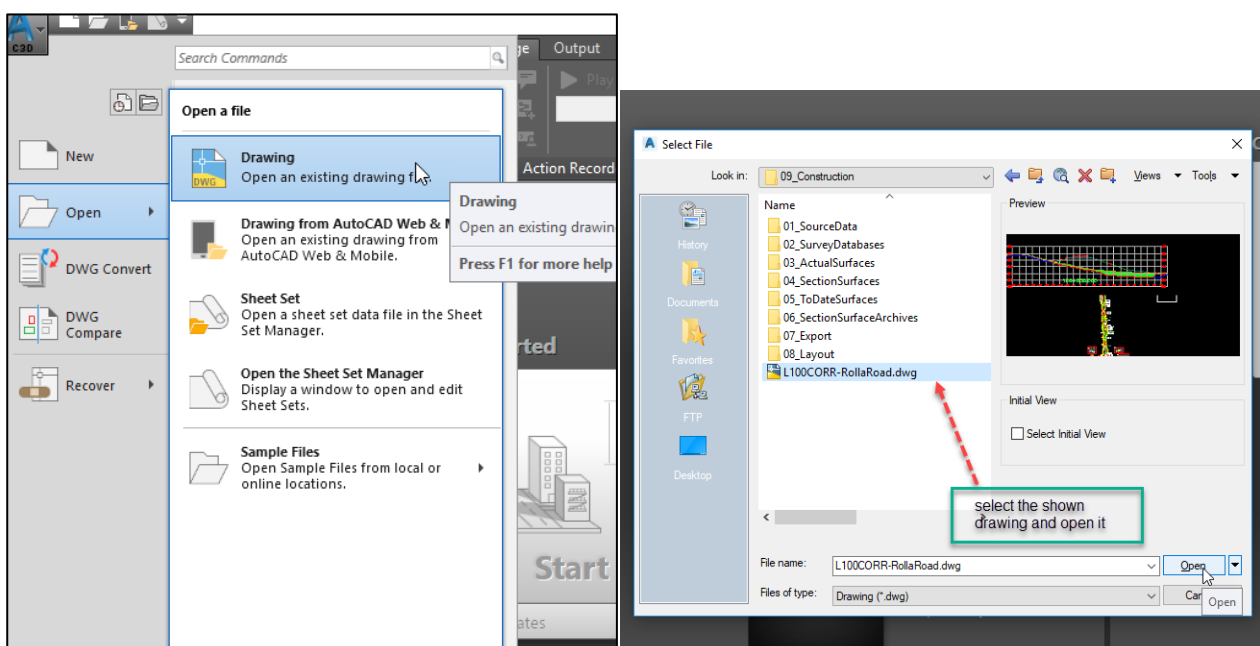 C3D
Search Commands
Output
Play
Open a file
New
Drawing
Open an existing drawing
Action Record
Drawing
Open an existing drawin
Press F1 for more help
Open
Drawing from AutoCAD Web &
Open an existing drawing from
AutoCAD Web & Mobile.
DWG Convert
DWG
Compare
Sheet Set
Open a sheet set data file in the Sheet
Set Manager.
rted
Recover
Open the Sheet Set Manager
Display a window to open and edit
Sheet Sets.
Sample Files
Open Sample Files from local or
online locations.
Start
ates
Select File
Look in:
09_Construction
Views
Tools
Name
Preview
History
Documents
Favorites
FTP
Desktop
01_SourceData
02_SurveyDatabases
03_ActualSurfaces
04_SectionSurfaces
05_ToDateSurfaces
06_SectionSurfaceArchives
07_Export
08_Layout
L100CORR-RollaRoad.dwg
Initial View
Select Initial View
select the shown
drawing and open it
File name:
L100CORR-RollaRoad.dwg
Open
Files of type:
Drawing (*.dwg)
Car
Open